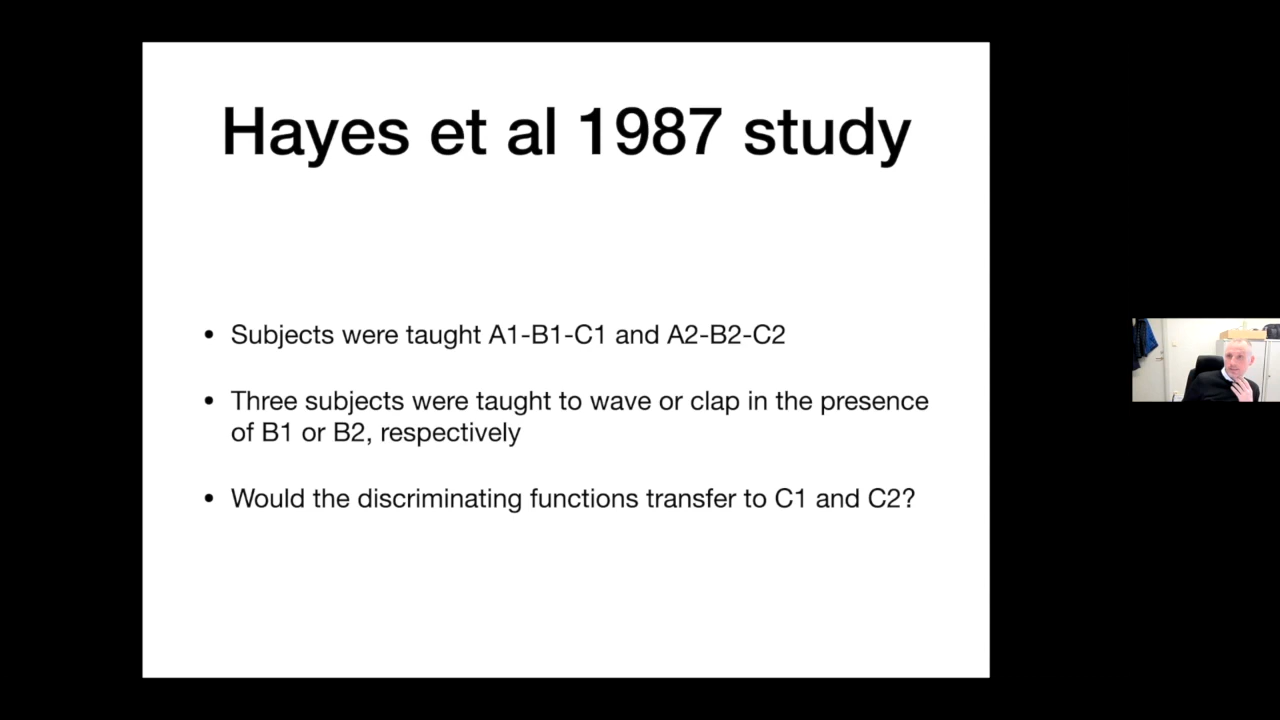 Hayes et al 1987 study
• Subjects were taught A1-B1-C1 and A2-B2-C2
• Three subjects were taught to wave or clap in the presence
of B1 or B2, respectively
• Would the discriminating functions transfer to C1 and C2?